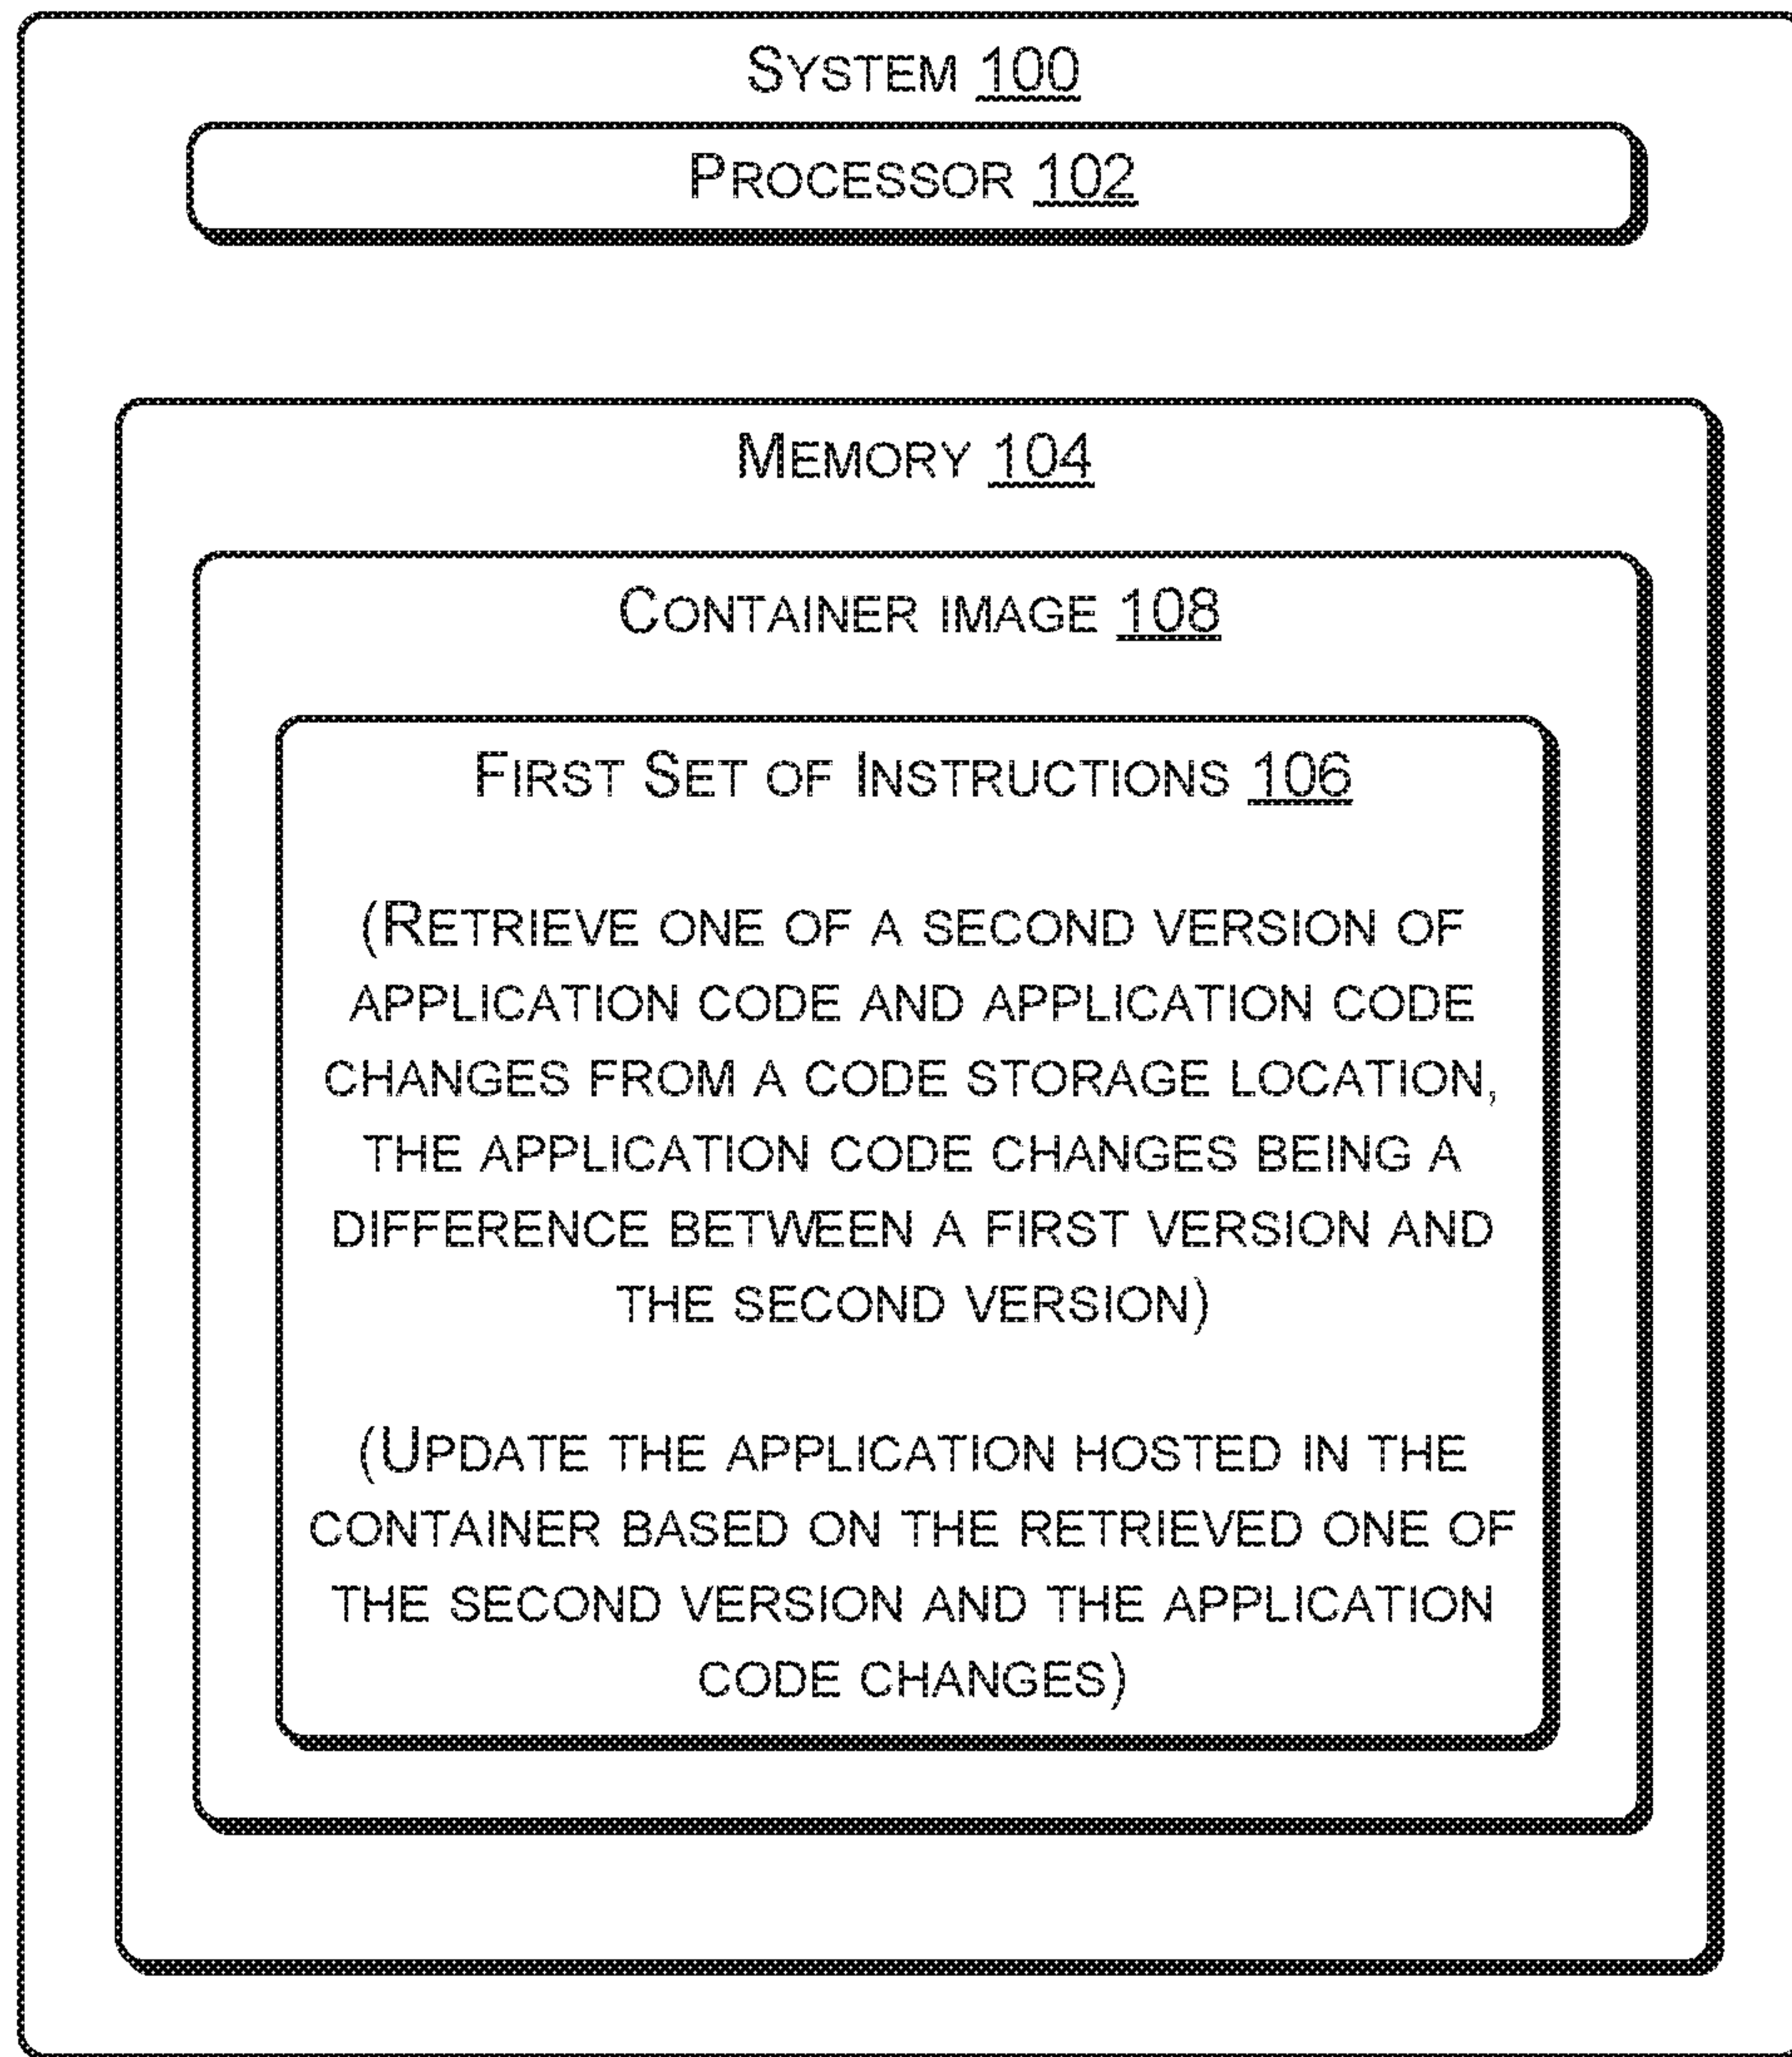 SYSTEM 100
PROCESSOR 102
MEMORY 104
CONTAINER IMAGE 108
FIRST SET OF INSTRUCTIONS 106
(RETRIEVE ONE OF A SECOND VERSION OF
APPLICATION CODE AND APPLICATION CODE
CHANGES FROM A CODE STORAGE LOCATION,
THE APPLICATION CODE CHANGES BEING A
DIFFERENCE BETWEEN A FIRST VERSION AND
THE SECOND VERSION)
(UPDATE THE APPLICATION HOSTED IN THE
CONTAINER BASED ON THE RETRIEVED ONE OF
THE SECOND VERSION AND THE APPLICATION
CODE CHANGES)